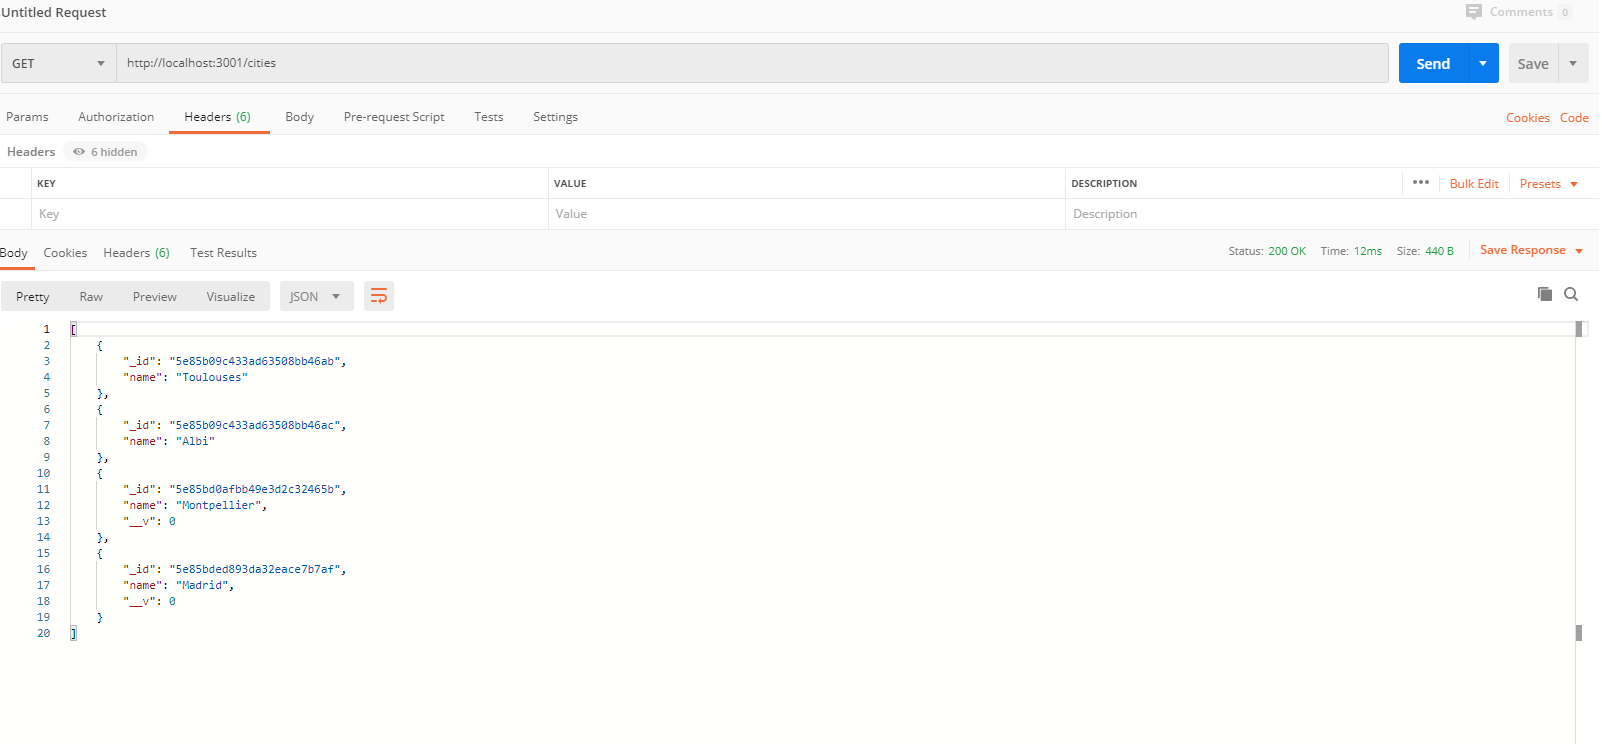 Untitled Request
Comments 0
GET http://localhost:3001/cities Send Save
Params Authorization Headers (6) Body Pre-request Script Tests Settings Cookies Code
Headers 6 hidden
KEY VALUE DESCRIPTION ••• Bulk Edit Presets
Key Value Description
Body Cookies Headers (6) Test Results Status: 200 OK Time: 12ms Size: 440 B Save Response
Pretty Raw Preview Visualize JSON
1 [
2 {
3 "_id": "5e85b09c433ad63508bb46ab",
4 "name": "Toulouses"
5 },
6 {
7 "_id": "5e85b09c433ad63508bb46ac",
8 "name": "Albi"
9 },
10 {
11 "_id": "5e85bd0afbb49e3d2c32465b",
12 "name": "Montpellier",
13 "__v": 0
14 },
15 {
16 "_id": "5e85bded893da32eace7b7af",
17 "name": "Madrid",
18 "__v": 0
19 }
20 ]